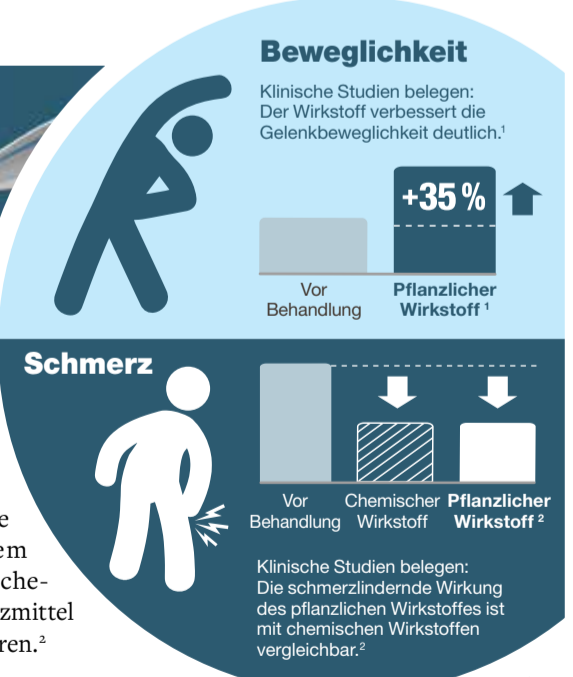 Beweglichkeit
Klinische Studien belegen:
Der Wirkstoff verbessert die
Gelenkbeweglichkeit deutlich.¹
+35 %
Vor
Behandlung
Pflanzlicher
Wirkstoff ¹
Schmerz
Vor
Behandlung
Chemischer
Wirkstoff
Pflanzlicher
Wirkstoff ²
Klinische Studien belegen:
Die schmerzlindernde Wirkung
des pflanzlichen Wirkstoffes ist
mit chemischen Wirkstoffen
vergleichbar.²
e
em
che-
zmittel
ren.²